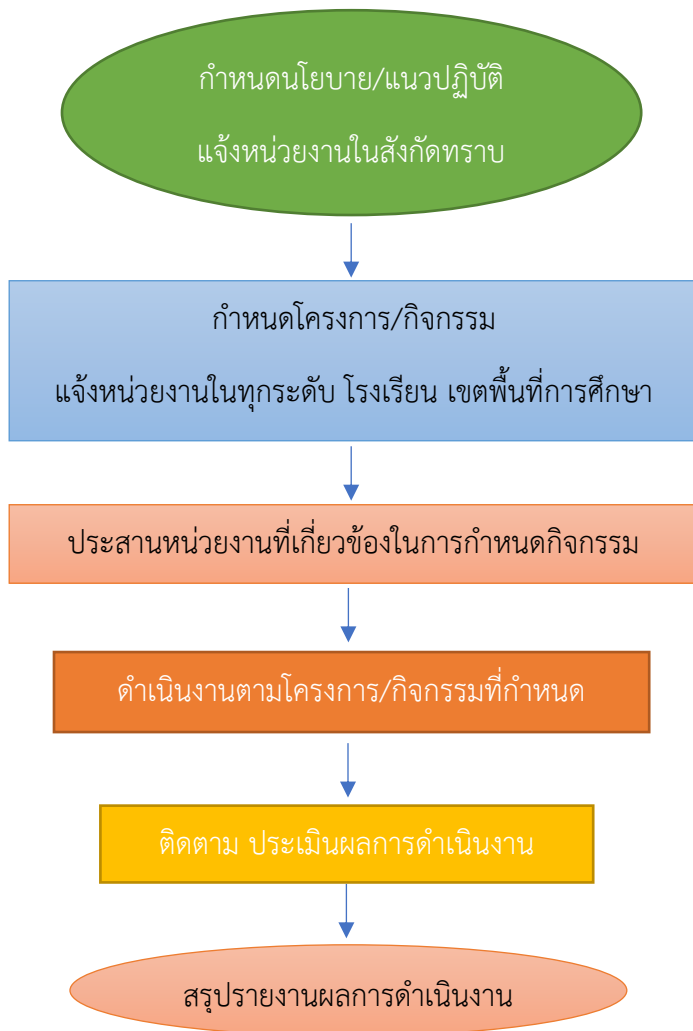 กำหนดนโยบาย/แนวปฏิบัติ
แจ้งหน่วยงานในสังกัดทราบ
กำหนดโครงการ/กิจกรรม
แจ้งหน่วยงานในทุกระดับ โรงเรียน เขตพื้นที่การศึกษา
ประสานหน่วยงานที่เกี่ยวข้องในการกำหนดกิจกรรม
ดำเนินงานตามโครงการ/กิจกรรมที่กำหนด
ติดตาม ประเมินผลการดำเนินงาน
สรุปรายงานผลการดำเนินงาน